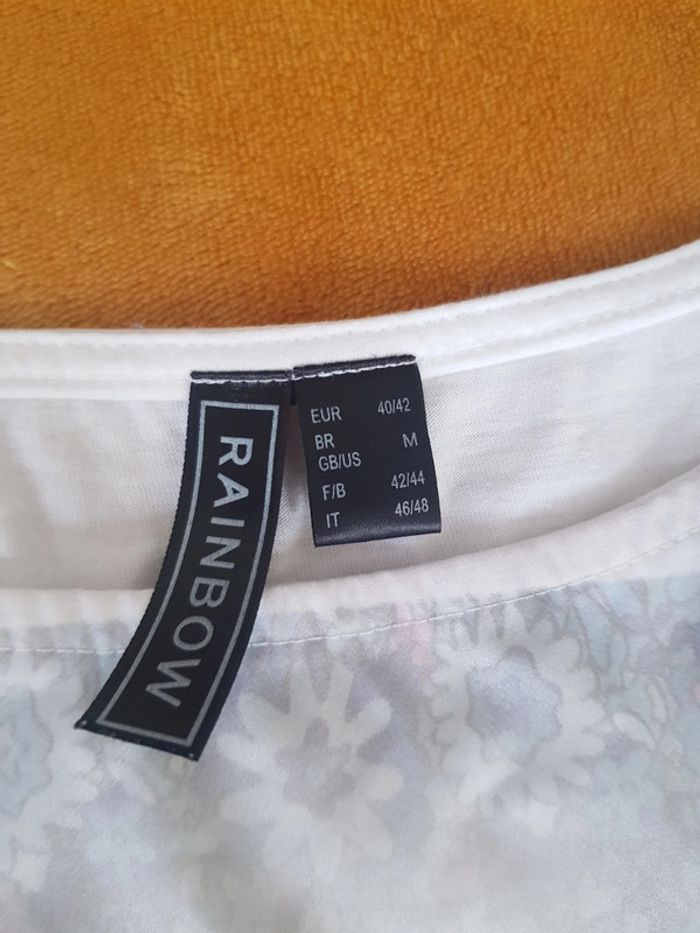 RAINBOW
EUR 40/42
BR
GB/US M
F/B 42/44
IT 46/48